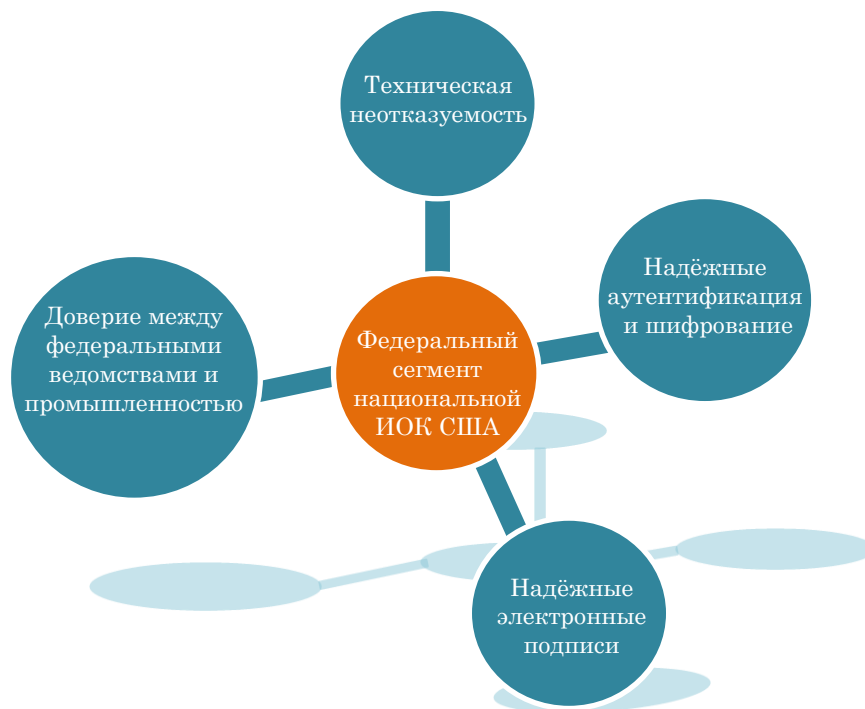 Техническая
неотказуемость
Надёжные
аутентификация
и шифрование
Доверие между
федеральными
ведомствами и
промышленностью
Федеральный
сегмент
национальной
ИОК США
Надёжные
электронные
подписи